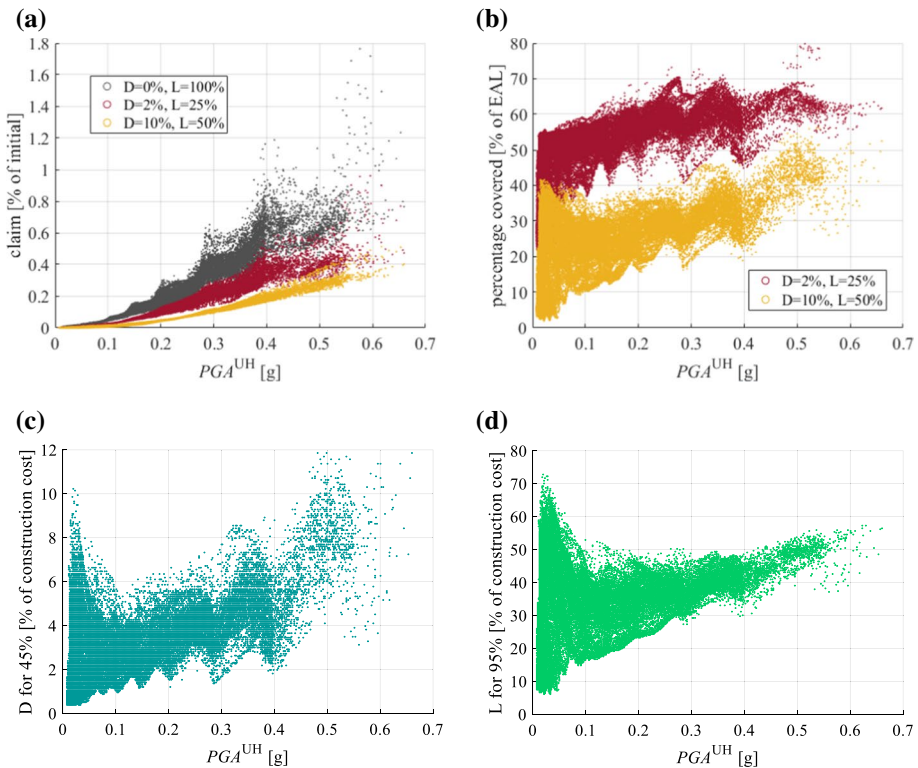 (a)
claim [% of initial]
1.8
1.6
1.4
1.2
1
0.8
0.6
0.4
0.2
0
D=0%, L=100%
D=2%, L=25%
D=10%, L=50%
0 0.1 0.2 0.3 0.4 0.5 0.6 0.7
PGA^UH [g]
(b)
percentage covered [% of EAL]
80
70
60
50
40
30
20
10
0
D=2%, L=25%
D=10%, L=50%
0 0.1 0.2 0.3 0.4 0.5 0.6 0.7
PGA^UH [g]
(c)
D for 45% [% of construction cost]
12
10
8
6
4
2
0
0 0.1 0.2 0.3 0.4 0.5 0.6 0.7
PGA^UH [g]
(d)
L for 95% [% of construction cost]
80
70
60
50
40
30
20
10
0
0 0.1 0.2 0.3 0.4 0.5 0.6 0.7
PGA^UH [g]